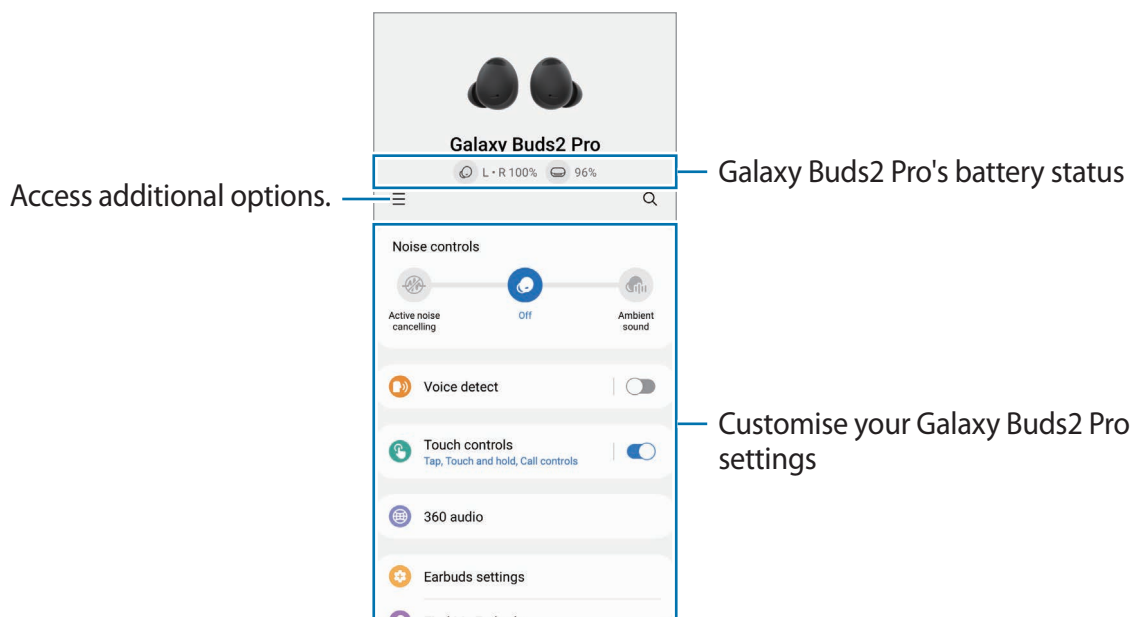 Galaxy Buds2 Pro
L • R 100% 96%
Galaxy Buds2 Pro's battery status
Access additional options.
Noise controls
Active noise
cancelling
Off
Ambient
sound
Voice detect
Touch controls
Tap, Touch and hold, Call controls
Customise your Galaxy Buds2 Pro
settings
360 audio
Earbuds settings